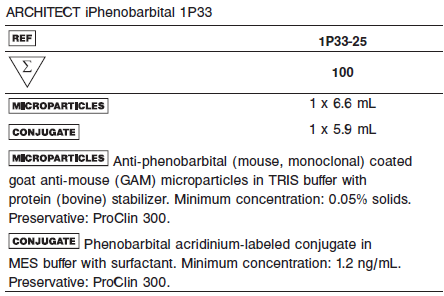 ARCHITECT iPhenobarbital 1P33
REF 1P33-25
Σ 100
MICROPARTICLES 1 x 6.6 mL
CONJUGATE 1 x 5.9 mL
MICROPARTICLES Anti-phenobarbital (mouse, monoclonal) coated
goat anti-mouse (GAM) microparticles in TRIS buffer with
protein (bovine) stabilizer. Minimum concentration: 0.05% solids.
Preservative: ProClin 300.
CONJUGATE Phenobarbital acridinium-labeled conjugate in
MES buffer with surfactant. Minimum concentration: 1.2 ng/mL.
Preservative: ProClin 300.